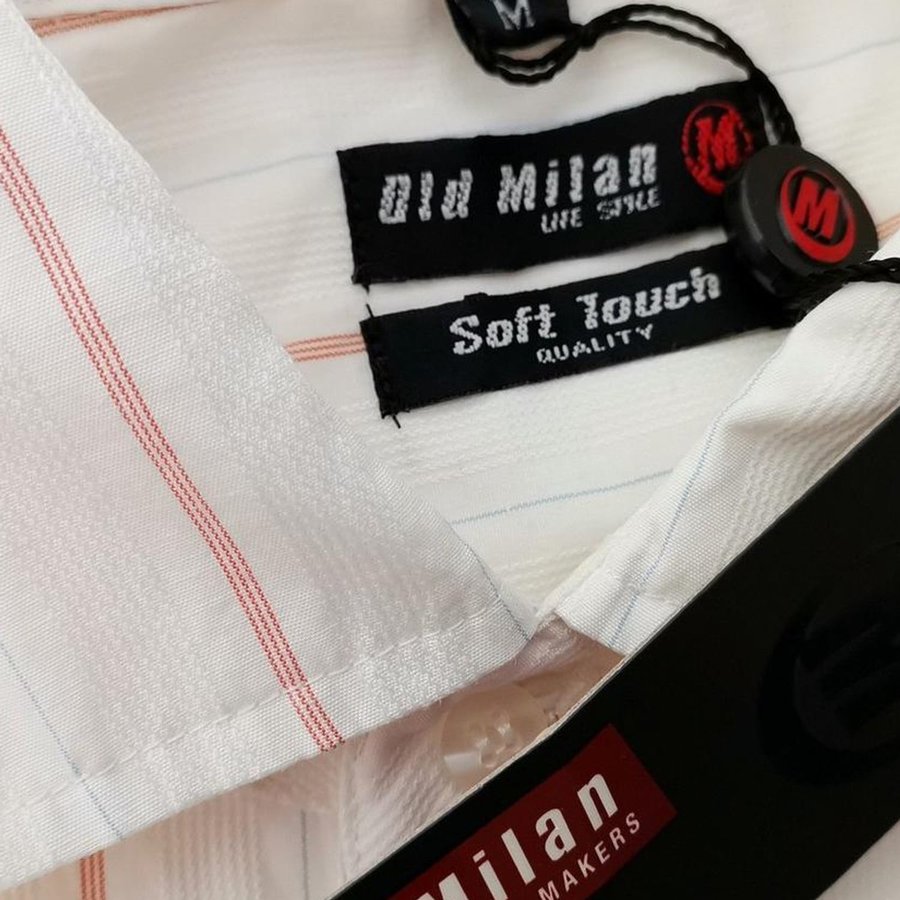 M
Old Milan
LIFE STYLE
M
M
Soft Touch
QUALITY
Milan
MAKERS